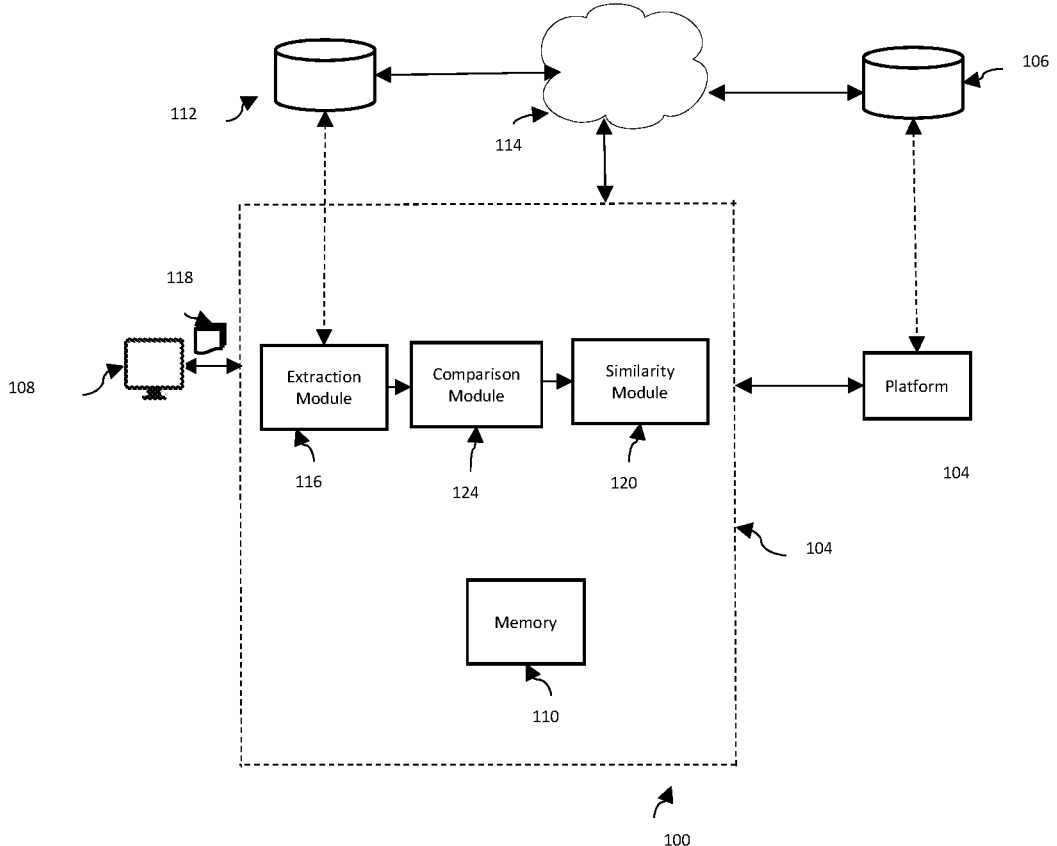 106
112
114
118
108
Extraction
Module
Comparison
Module
Similarity
Module
Platform
116
124
120
104
104
Memory
110
100